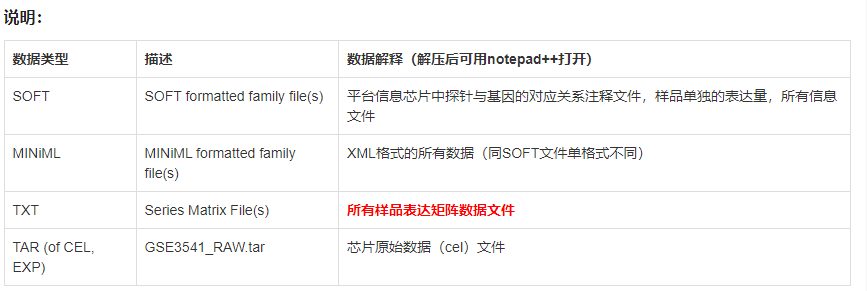 说明：
数据类型 描述 数据解释（解压后可用notepad++打开）
SOFT SOFT formatted family file(s) 平台信息芯片中探针与基因的对应关系注释文件，样品单独的表达量，所有信息
文件
MINiML MINiML formatted family XML格式的所有数据（同SOFT文件单格式不同）
file(s)
TXT Series Matrix File(s) 所有样品表达矩阵数据文件
TAR (of CEL, GSE3541_RAW.tar 芯片原始数据（cel）文件
EXP)